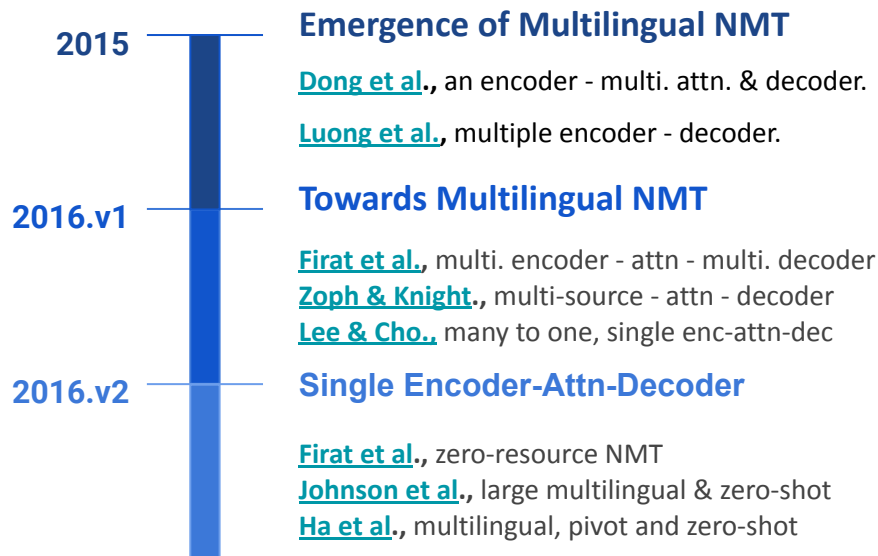 2015
Emergence of Multilingual NMT
Dong et al., an encoder - multi. attn. & decoder.
Luong et al., multiple encoder - decoder.
2016.v1
Towards Multilingual NMT
Firat et al., multi. encoder - attn - multi. decoder
Zoph & Knight., multi-source - attn - decoder
Lee & Cho., many to one, single enc-attn-dec
2016.v2
Single Encoder-Attn-Decoder
Firat et al., zero-resource NMT
Johnson et al., large multilingual & zero-shot
Ha et al., multilingual, pivot and zero-shot